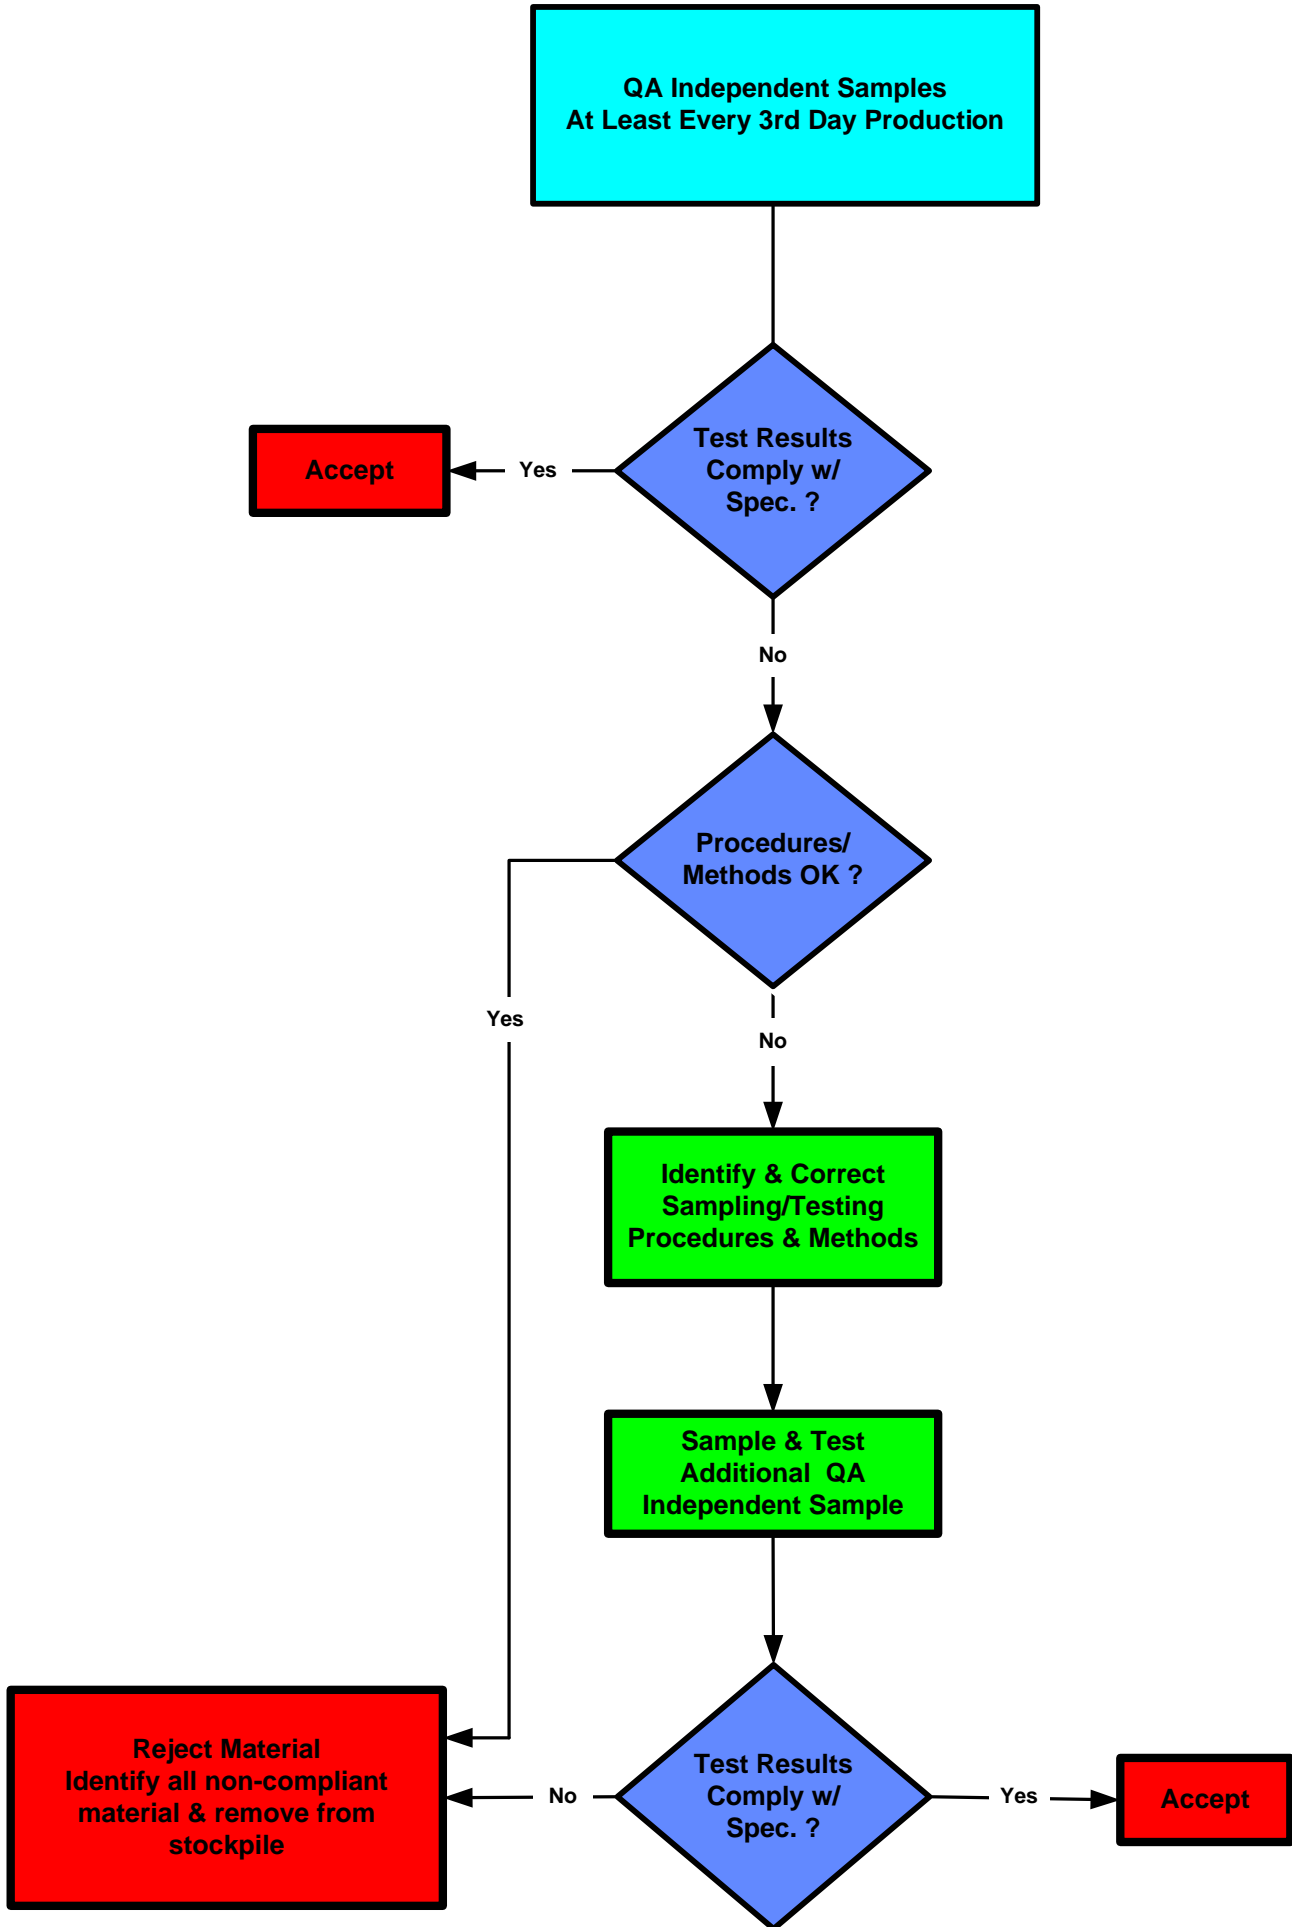 QA Independent Samples
At Least Every 3rd Day Production
Test Results
Comply w/
Spec. ?
Yes
Accept
No
Procedures/
Methods OK ?
Yes
No
Identify & Correct
Sampling/Testing
Procedures & Methods
Sample & Test
Additional QA
Independent Sample
Reject Material
Identify all non-compliant
material & remove from
stockpile
No
Test Results
Comply w/
Spec. ?
Yes
Accept